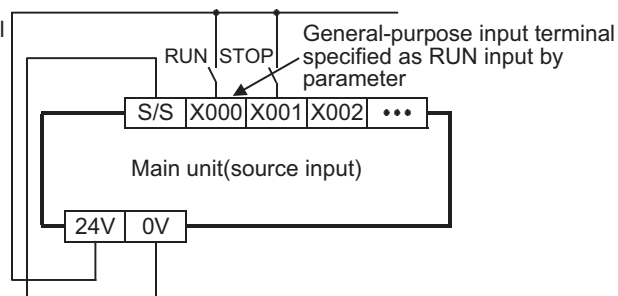 General-purpose input terminal
RUN STOP specified as RUN input by
parameter
S/S X000 X001 X002 •••
Main unit(source input)
24V 0V